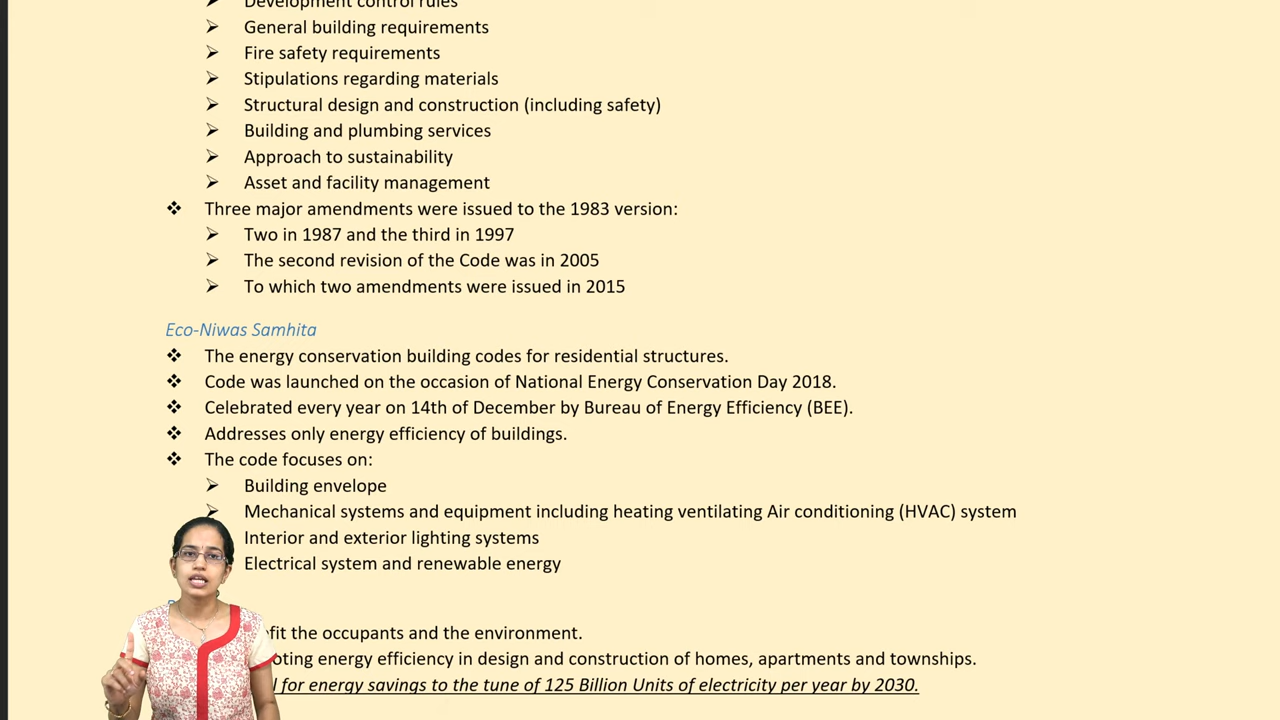 Development control rules
➢ General building requirements
➢ Fire safety requirements
➢ Stipulations regarding materials
➢ Structural design and construction (including safety)
➢ Building and plumbing services
➢ Approach to sustainability
➢ Asset and facility management
❖ Three major amendments were issued to the 1983 version:
➢ Two in 1987 and the third in 1997
➢ The second revision of the Code was in 2005
➢ To which two amendments were issued in 2015
Eco-Niwas Samhita
❖ The energy conservation building codes for residential structures.
❖ Code was launched on the occasion of National Energy Conservation Day 2018.
❖ Celebrated every year on 14th of December by Bureau of Energy Efficiency (BEE).
❖ Addresses only energy efficiency of buildings.
❖ The code focuses on:
➢ Building envelope
➢ Mechanical systems and equipment including heating ventilating Air conditioning (HVAC) system
Interior and exterior lighting systems
Electrical system and renewable energy
the occupants and the environment.
energy efficiency in design and construction of homes, apartments and townships.
for energy savings to the tune of 125 Billion Units of electricity per year by 2030.